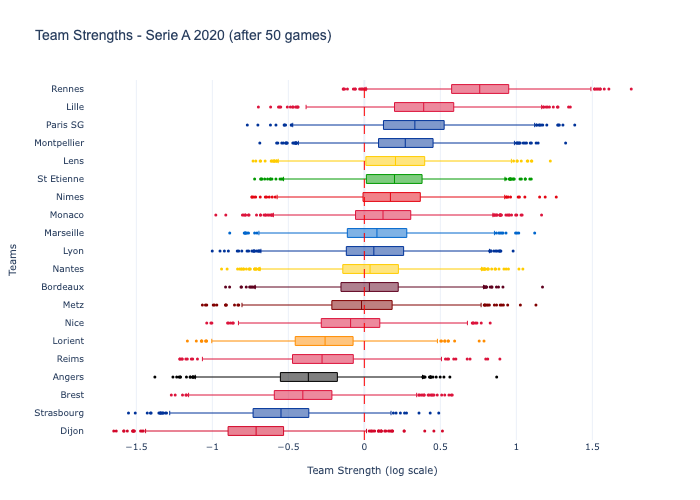 Team Strengths - Serie A 2020 (after 50 games)
Rennes
Lille
Paris SG
Montpellier
Lens
St Etienne
Nimes
Monaco
Marseille
Lyon
Nantes
Bordeaux
Metz
Nice
Lorient
Reims
Angers
Brest
Strasbourg
Dijon
Teams
−1.5 −1 −0.5 0 0.5 1 1.5
Team Strength (log scale)